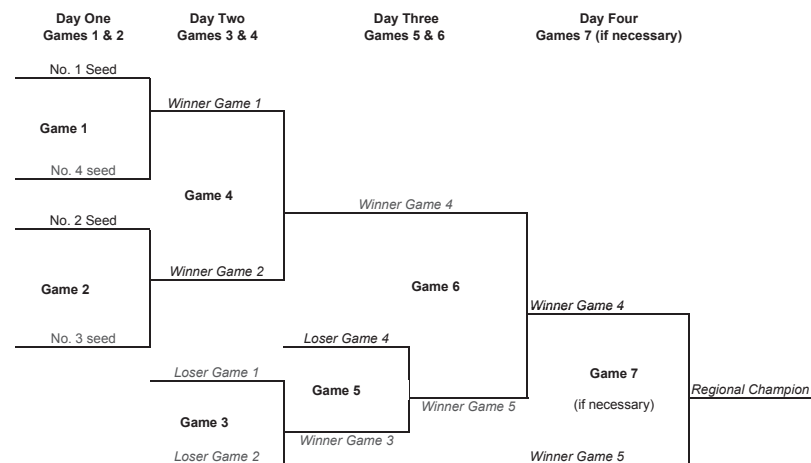 Day One
Games 1 & 2
Day Two
Games 3 & 4
Day Three
Games 5 & 6
Day Four
Games 7 (if necessary)
No. 1 Seed
Winner Game 1
Game 1
No. 4 seed
Game 4
Winner Game 4
No. 2 Seed
Winner Game 2
Game 2
Game 6
Winner Game 4
No. 3 seed
Loser Game 4
Loser Game 1
Game 7
Game 5
Regional Champion
Winner Game 5
(if necessary)
Game 3
Winner Game 3
Loser Game 2
Winner Game 5